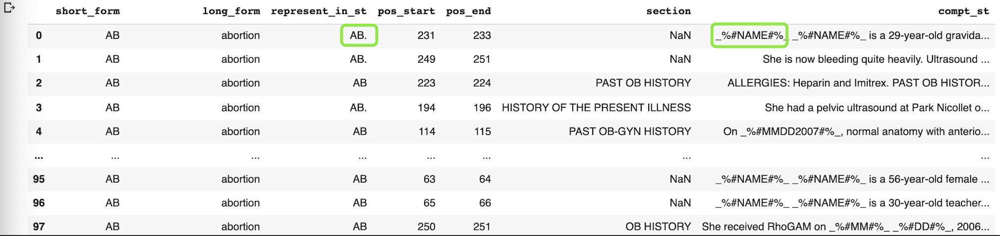 short_form long_form represent_in_st pos_start pos_end section compt_st
0 AB abortion AB. 231 233 NaN _%#NAME#%_ _%#NAME#%_ is a 29-year-old gravida...
1 AB abortion AB. 249 251 NaN She is now bleeding quite heavily. Ultrasound ...
2 AB abortion AB 223 224 PAST OB HISTORY ALLERGIES: Heparin and Imitrex. PAST OB HISTOR...
3 AB abortion AB. 194 196 HISTORY OF THE PRESENT ILLNESS She had a pelvic ultrasound at Park Nicollet o...
4 AB abortion AB 114 115 PAST OB-GYN HISTORY On _%#MMDD2007#%_, normal anatomy with anterio...
... ... ... ... ... ... ... ...
95 AB abortion AB 63 64 NaN _%#NAME#%_ _%#NAME#%_ is a 56-year-old female ...
96 AB abortion AB 65 66 NaN _%#NAME#%_ _%#NAME#%_ is a 30-year-old teacher...
97 AB abortion AB 250 251 OB HISTORY She received RhoGAM on _%#MM#%_ _%#DD#%_, 2006...